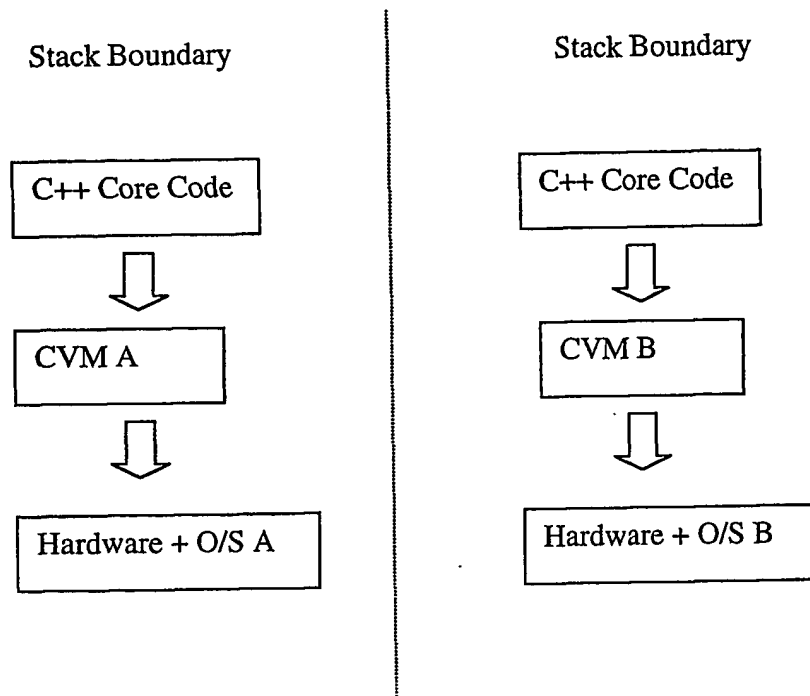 Stack Boundary
C++ Core Code
CVM A
Hardware + O/S A
Stack Boundary
C++ Core Code
CVM B
Hardware + O/S B